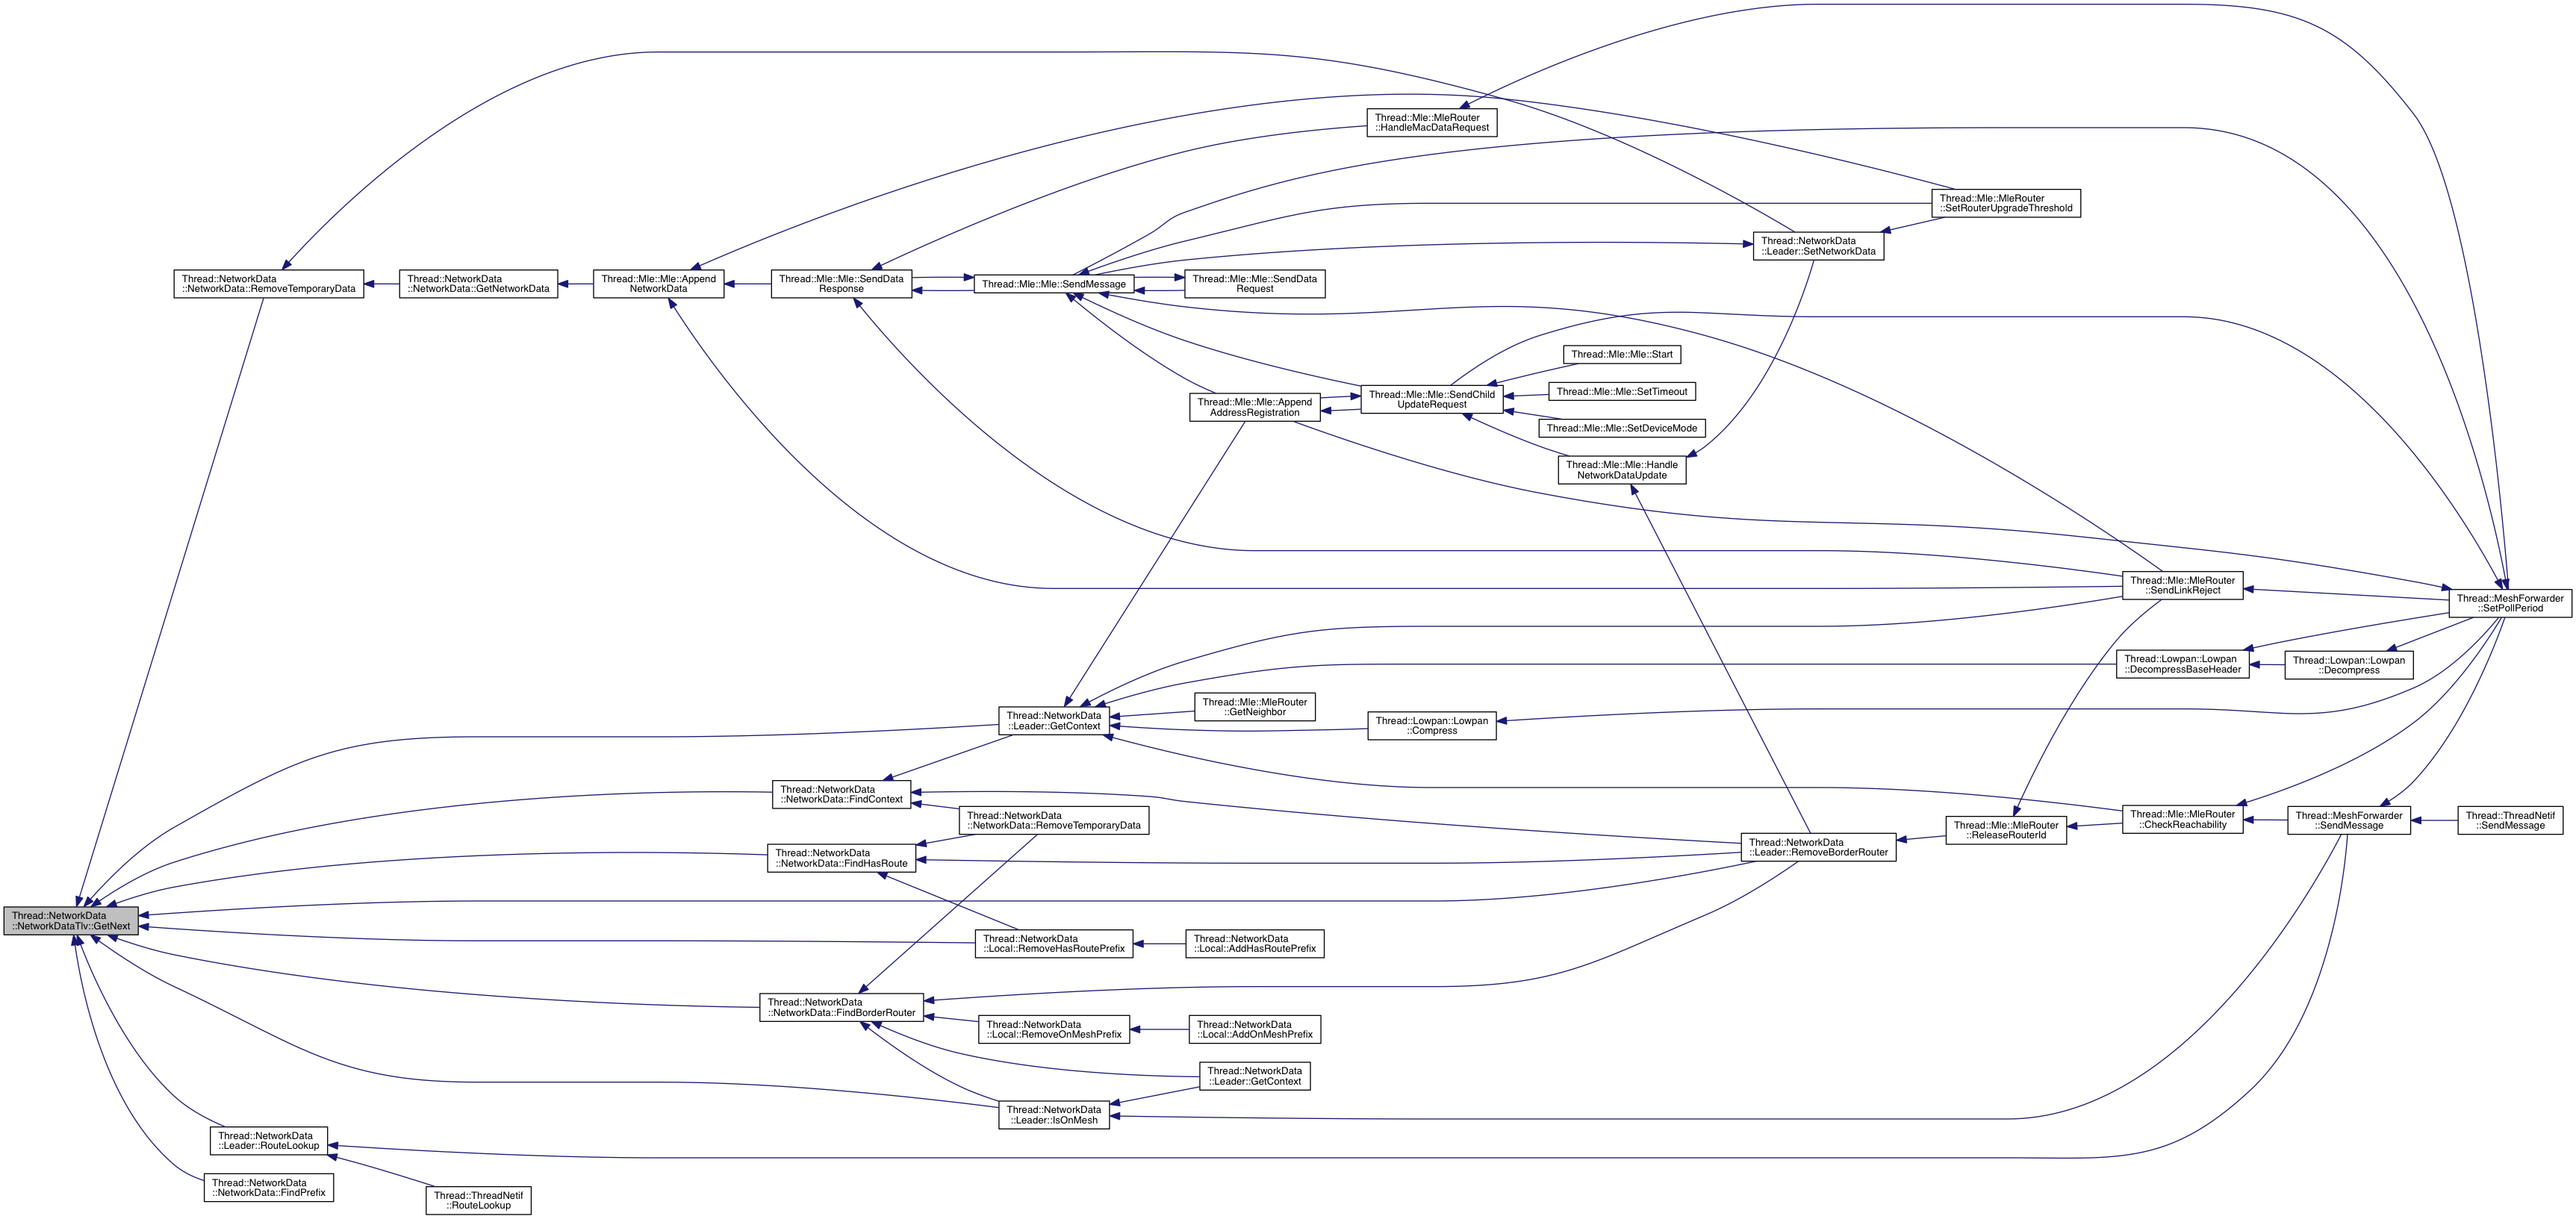 Thread::Mle::MleRouter
::HandleMacDataRequest
Thread::Mle::MleRouter
::SetRouterUpgradeThreshold
Thread::NetworkData
::Leader::SetNetworkData
Thread::NetworkData
::NetworkData::RemoveTemporaryData
Thread::NetworkData
::NetworkData::GetNetworkData
Thread::Mle::Mle::Append
NetworkData
Thread::Mle::Mle::SendData
Response
Thread::Mle::Mle::SendMessage
Thread::Mle::Mle::SendData
Request
Thread::Mle::Mle::Start
Thread::Mle::Mle::SetTimeout
Thread::Mle::Mle::Append
AddressRegistration
Thread::Mle::Mle::SendChild
UpdateRequest
Thread::Mle::Mle::SetDeviceMode
Thread::Mle::Mle::Handle
NetworkDataUpdate
Thread::Mle::MleRouter
::SendLinkReject
Thread::MeshForwarder
::SetPollPeriod
Thread::Lowpan::Lowpan
::DecompressBaseHeader
Thread::Lowpan::Lowpan
::Decompress
Thread::NetworkData
::Leader::GetContext
Thread::Mle::MleRouter
::GetNeighbor
Thread::Lowpan::Lowpan
::Compress
Thread::NetworkData
::NetworkData::FindContext
Thread::NetworkData
::NetworkData::RemoveTemporaryData
Thread::NetworkData
::NetworkData::FindHasRoute
Thread::NetworkData
::Leader::RemoveBorderRouter
Thread::Mle::MleRouter
::ReleaseRouterId
Thread::Mle::MleRouter
::CheckReachability
Thread::MeshForwarder
::SendMessage
Thread::ThreadNetif
::SendMessage
Thread::NetworkData
::NetworkDataTlv::GetNext
Thread::NetworkData
::Local::RemoveHasRoutePrefix
Thread::NetworkData
::Local::AddHasRoutePrefix
Thread::NetworkData
::NetworkData::FindBorderRouter
Thread::NetworkData
::Local::RemoveOnMeshPrefix
Thread::NetworkData
::Local::AddOnMeshPrefix
Thread::NetworkData
::Leader::GetContext
Thread::NetworkData
::Leader::IsOnMesh
Thread::NetworkData
::Leader::RouteLookup
Thread::NetworkData
::NetworkData::FindPrefix
Thread::ThreadNetif
::RouteLookup